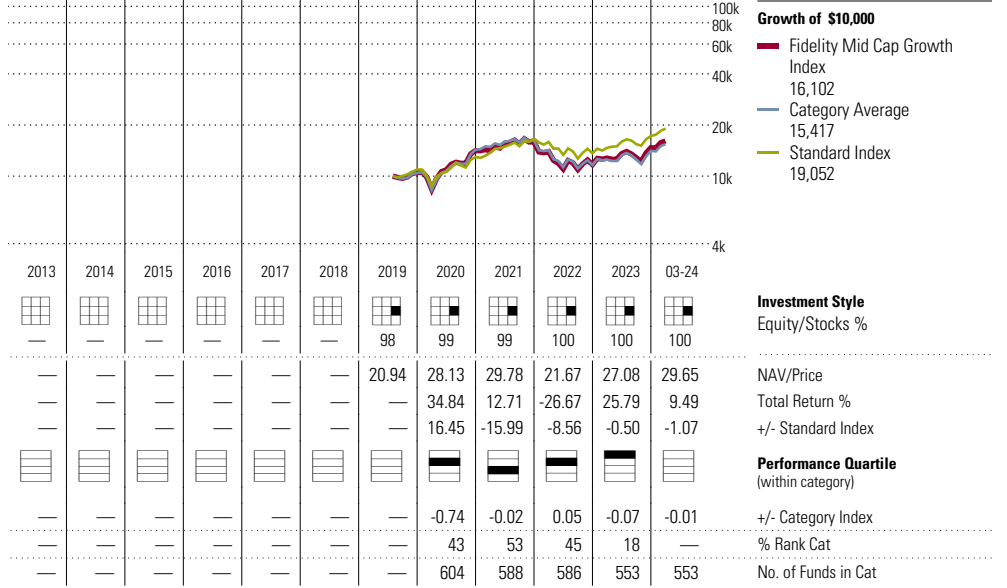 100k
80k
60k
40k
20k
10k
4k
Growth of $10,000
Fidelity Mid Cap Growth
Index
16,102
Category Average
15,417
Standard Index
19,052
2013 2014 2015 2016 2017 2018 2019 2020 2021 2022 2023 03-24
Investment Style
Equity/Stocks %
— — — — — — 98 99 99 100 100 100
— — — — — — 20.94 28.13 29.78 21.67 27.08 29.65 NAV/Price
— — — — — — — 34.84 12.71 -26.67 25.79 9.49 Total Return %
— — — — — — — 16.45 -15.99 -8.56 -0.50 -1.07 +/- Standard Index
Performance Quartile
(within category)
— — — — — — — -0.74 -0.02 0.05 -0.07 -0.01 +/- Category Index
— — — — — — — 43 53 45 18 — % Rank Cat
— — — — — — — 604 588 586 553 553 No. of Funds in Cat